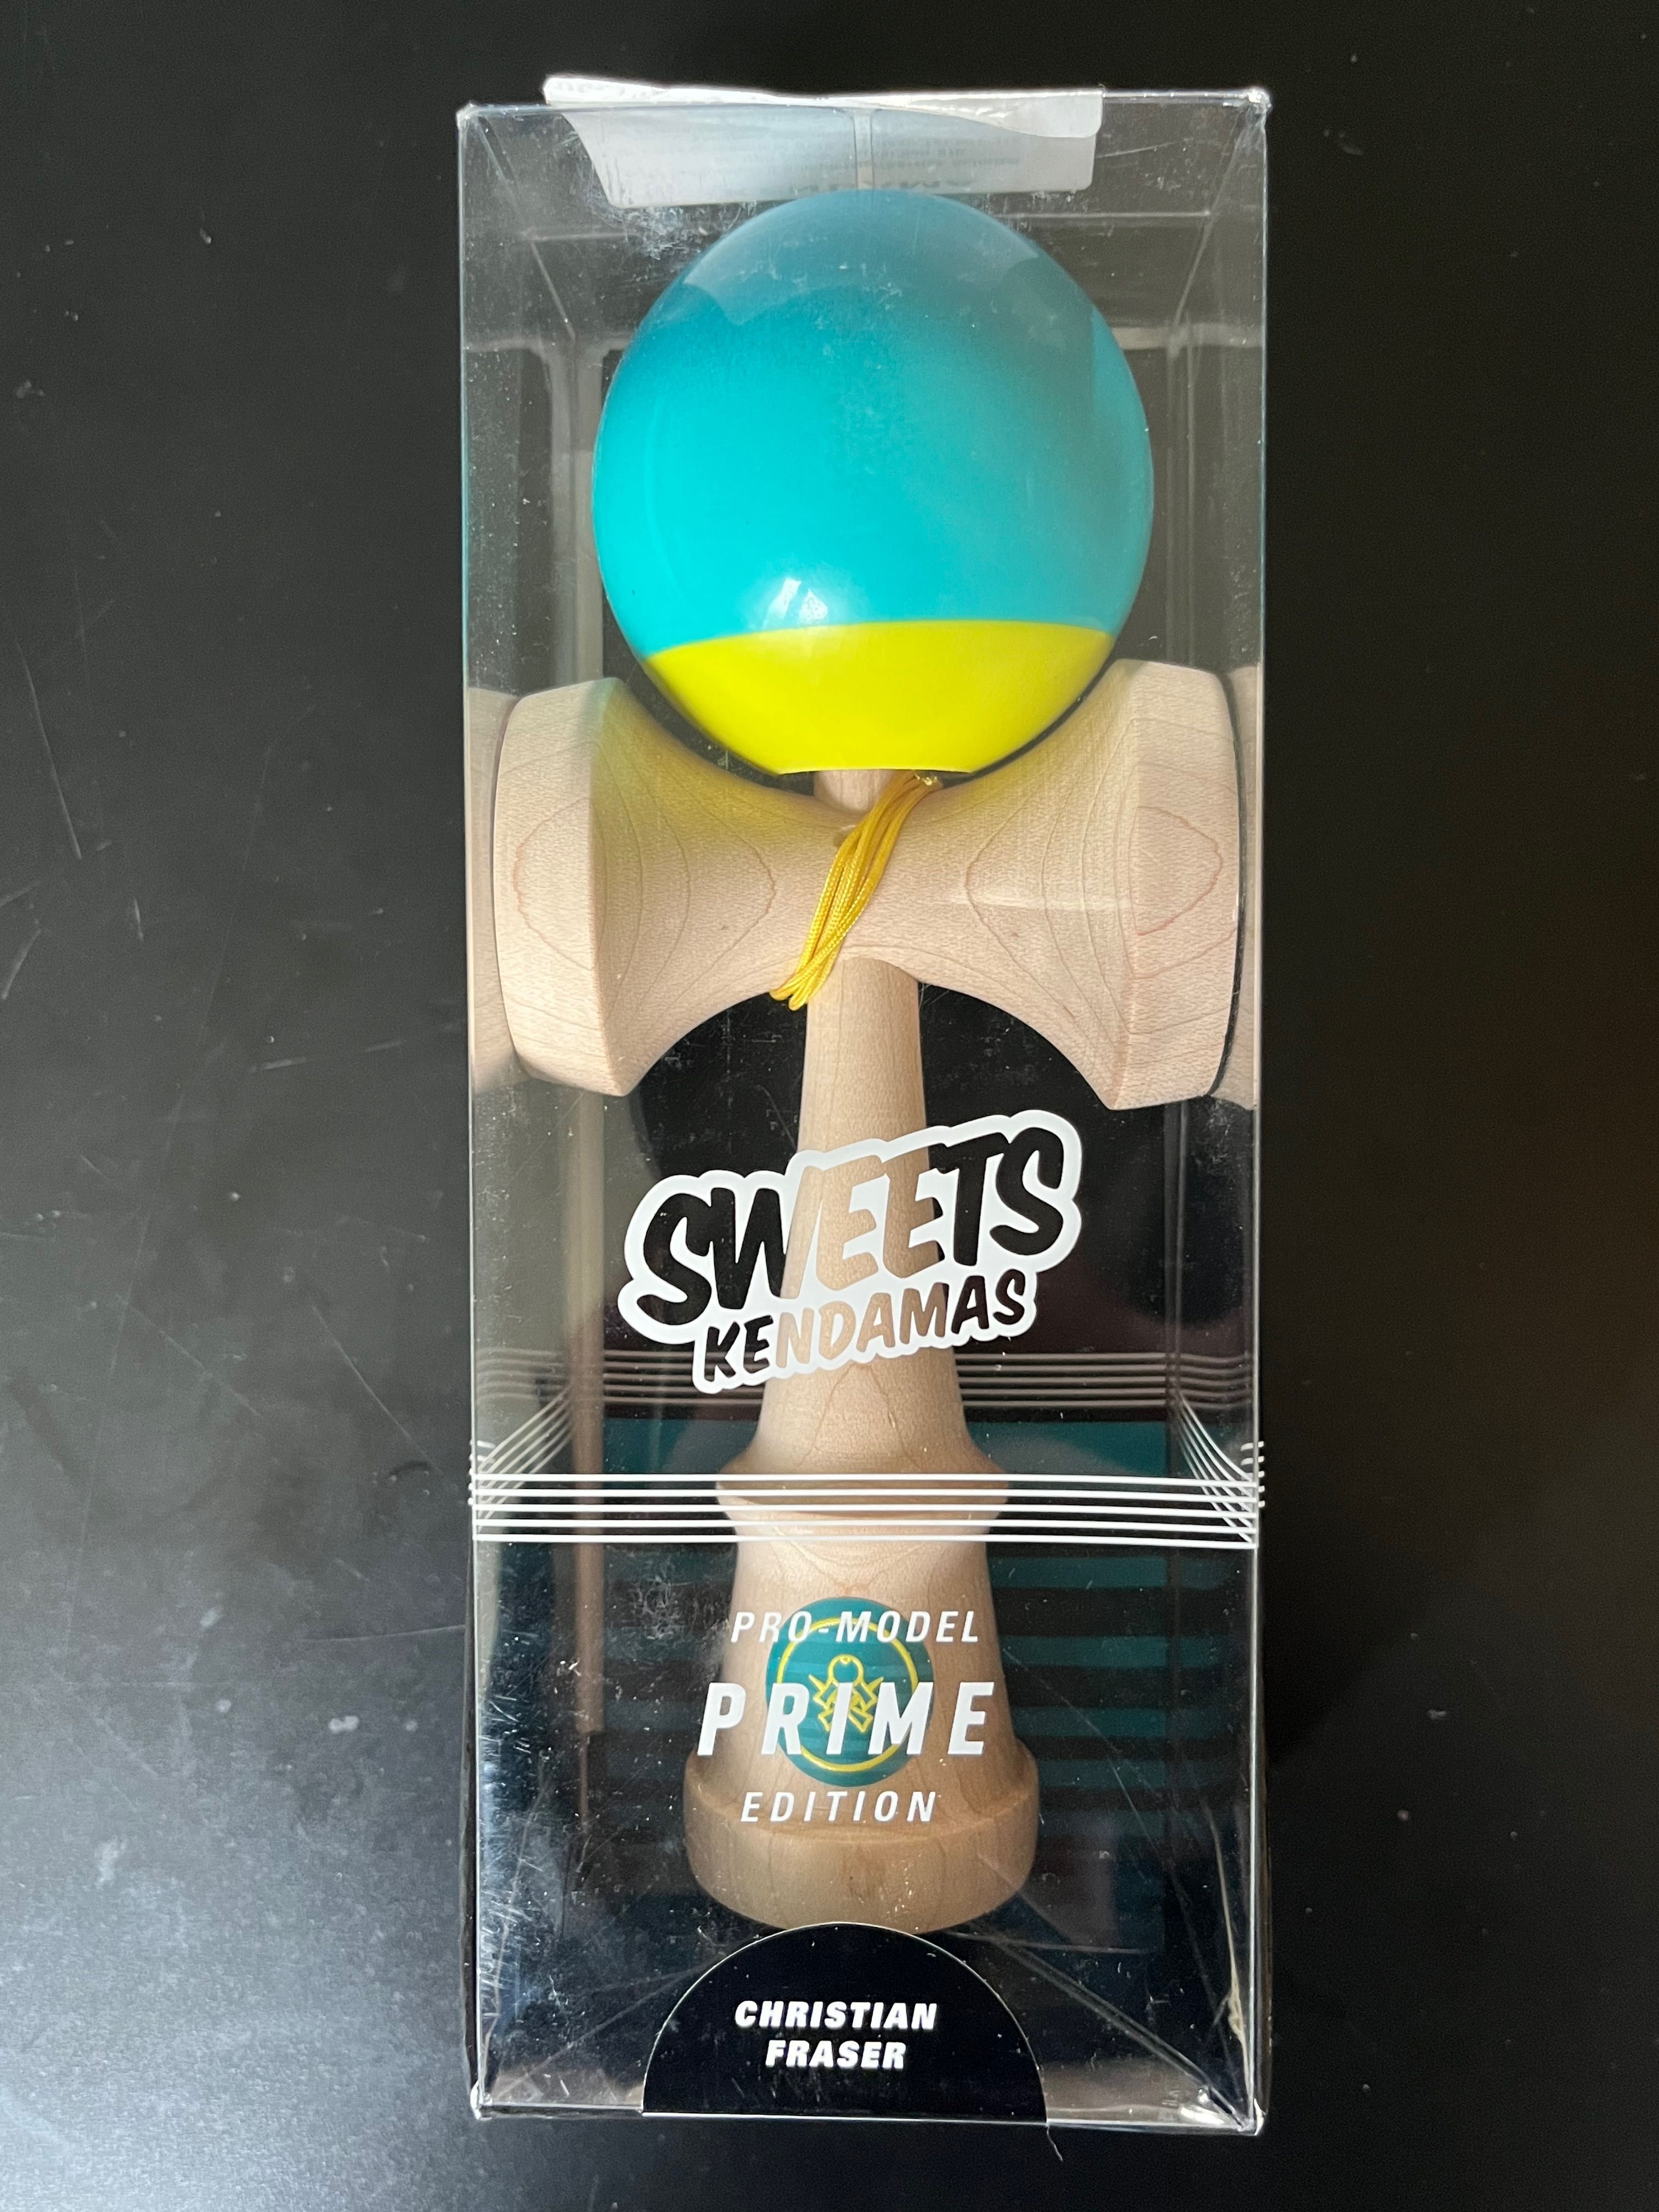 SWEETS
KENDAMAS
PRO-MODEL
PRIME
EDITION
CHRISTIAN
FRASER